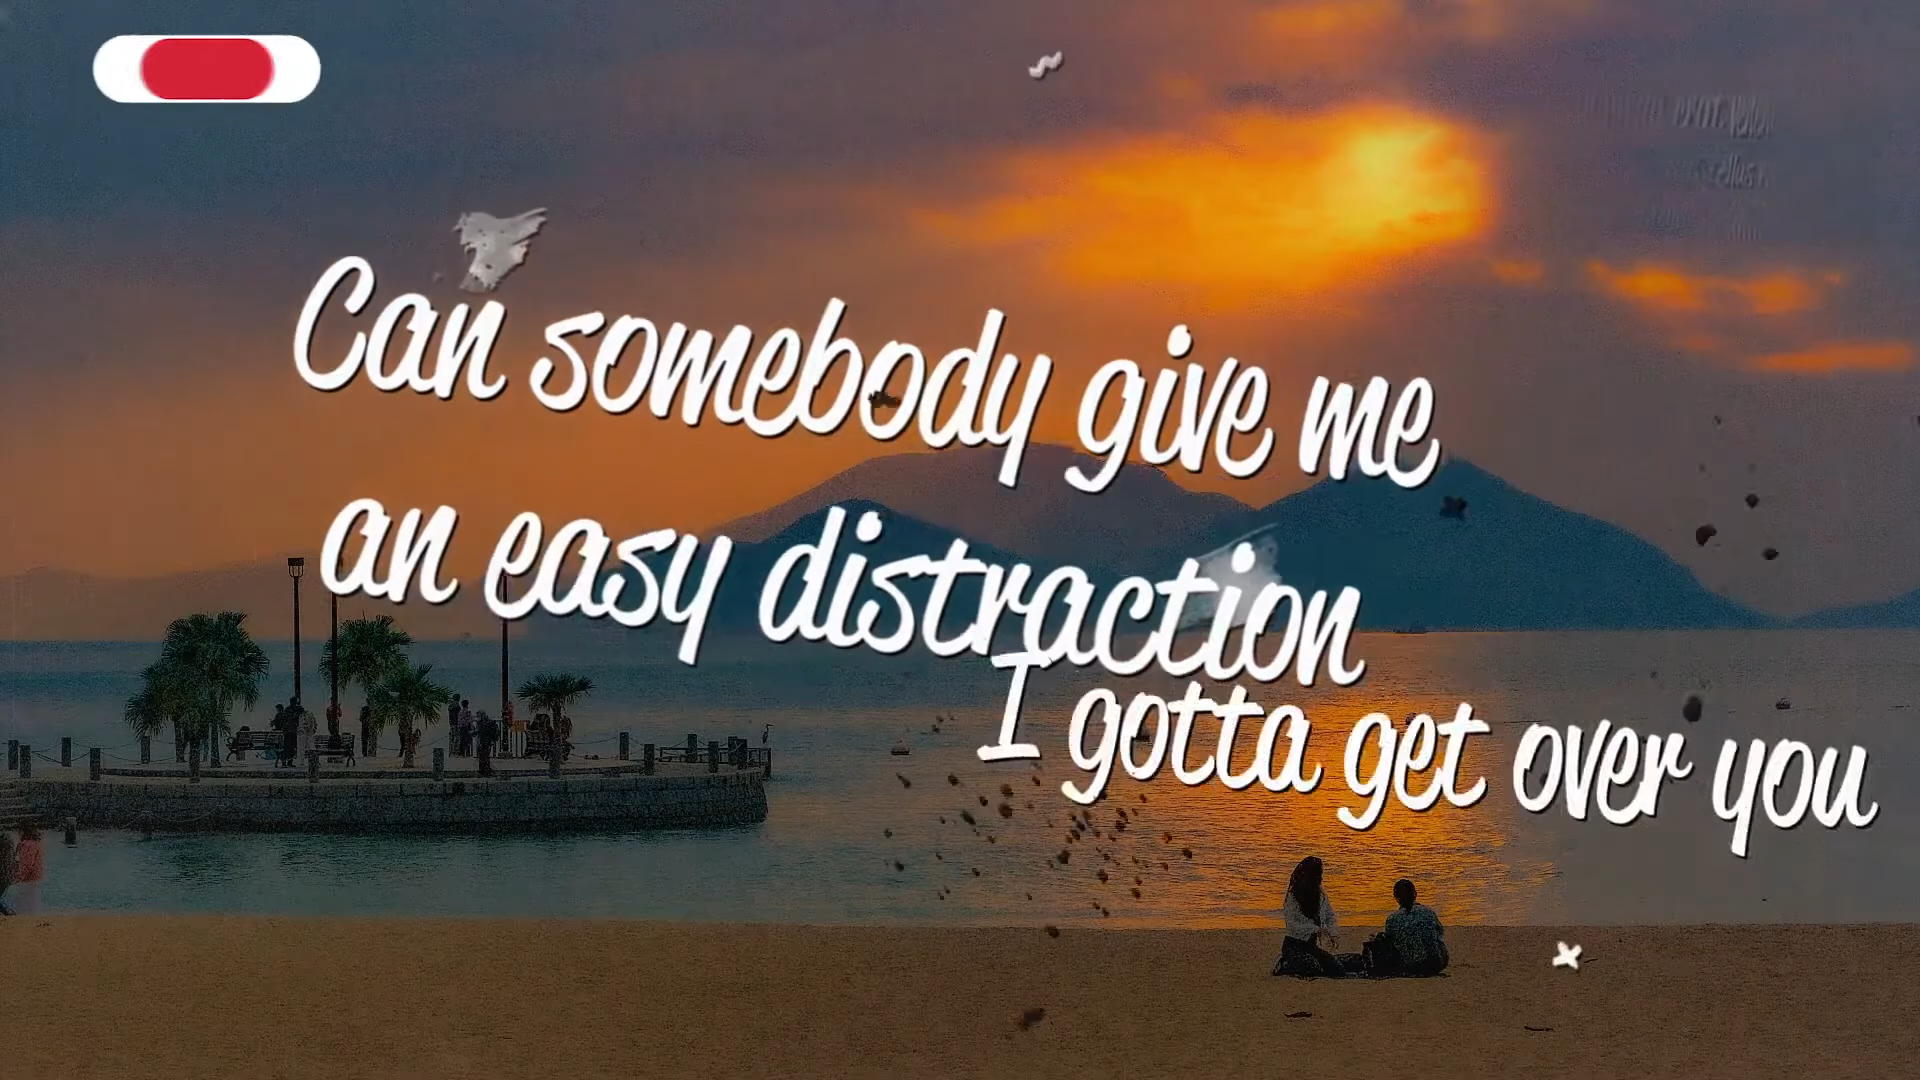 Can somebody give me
an easy distraction
I gotta get over you